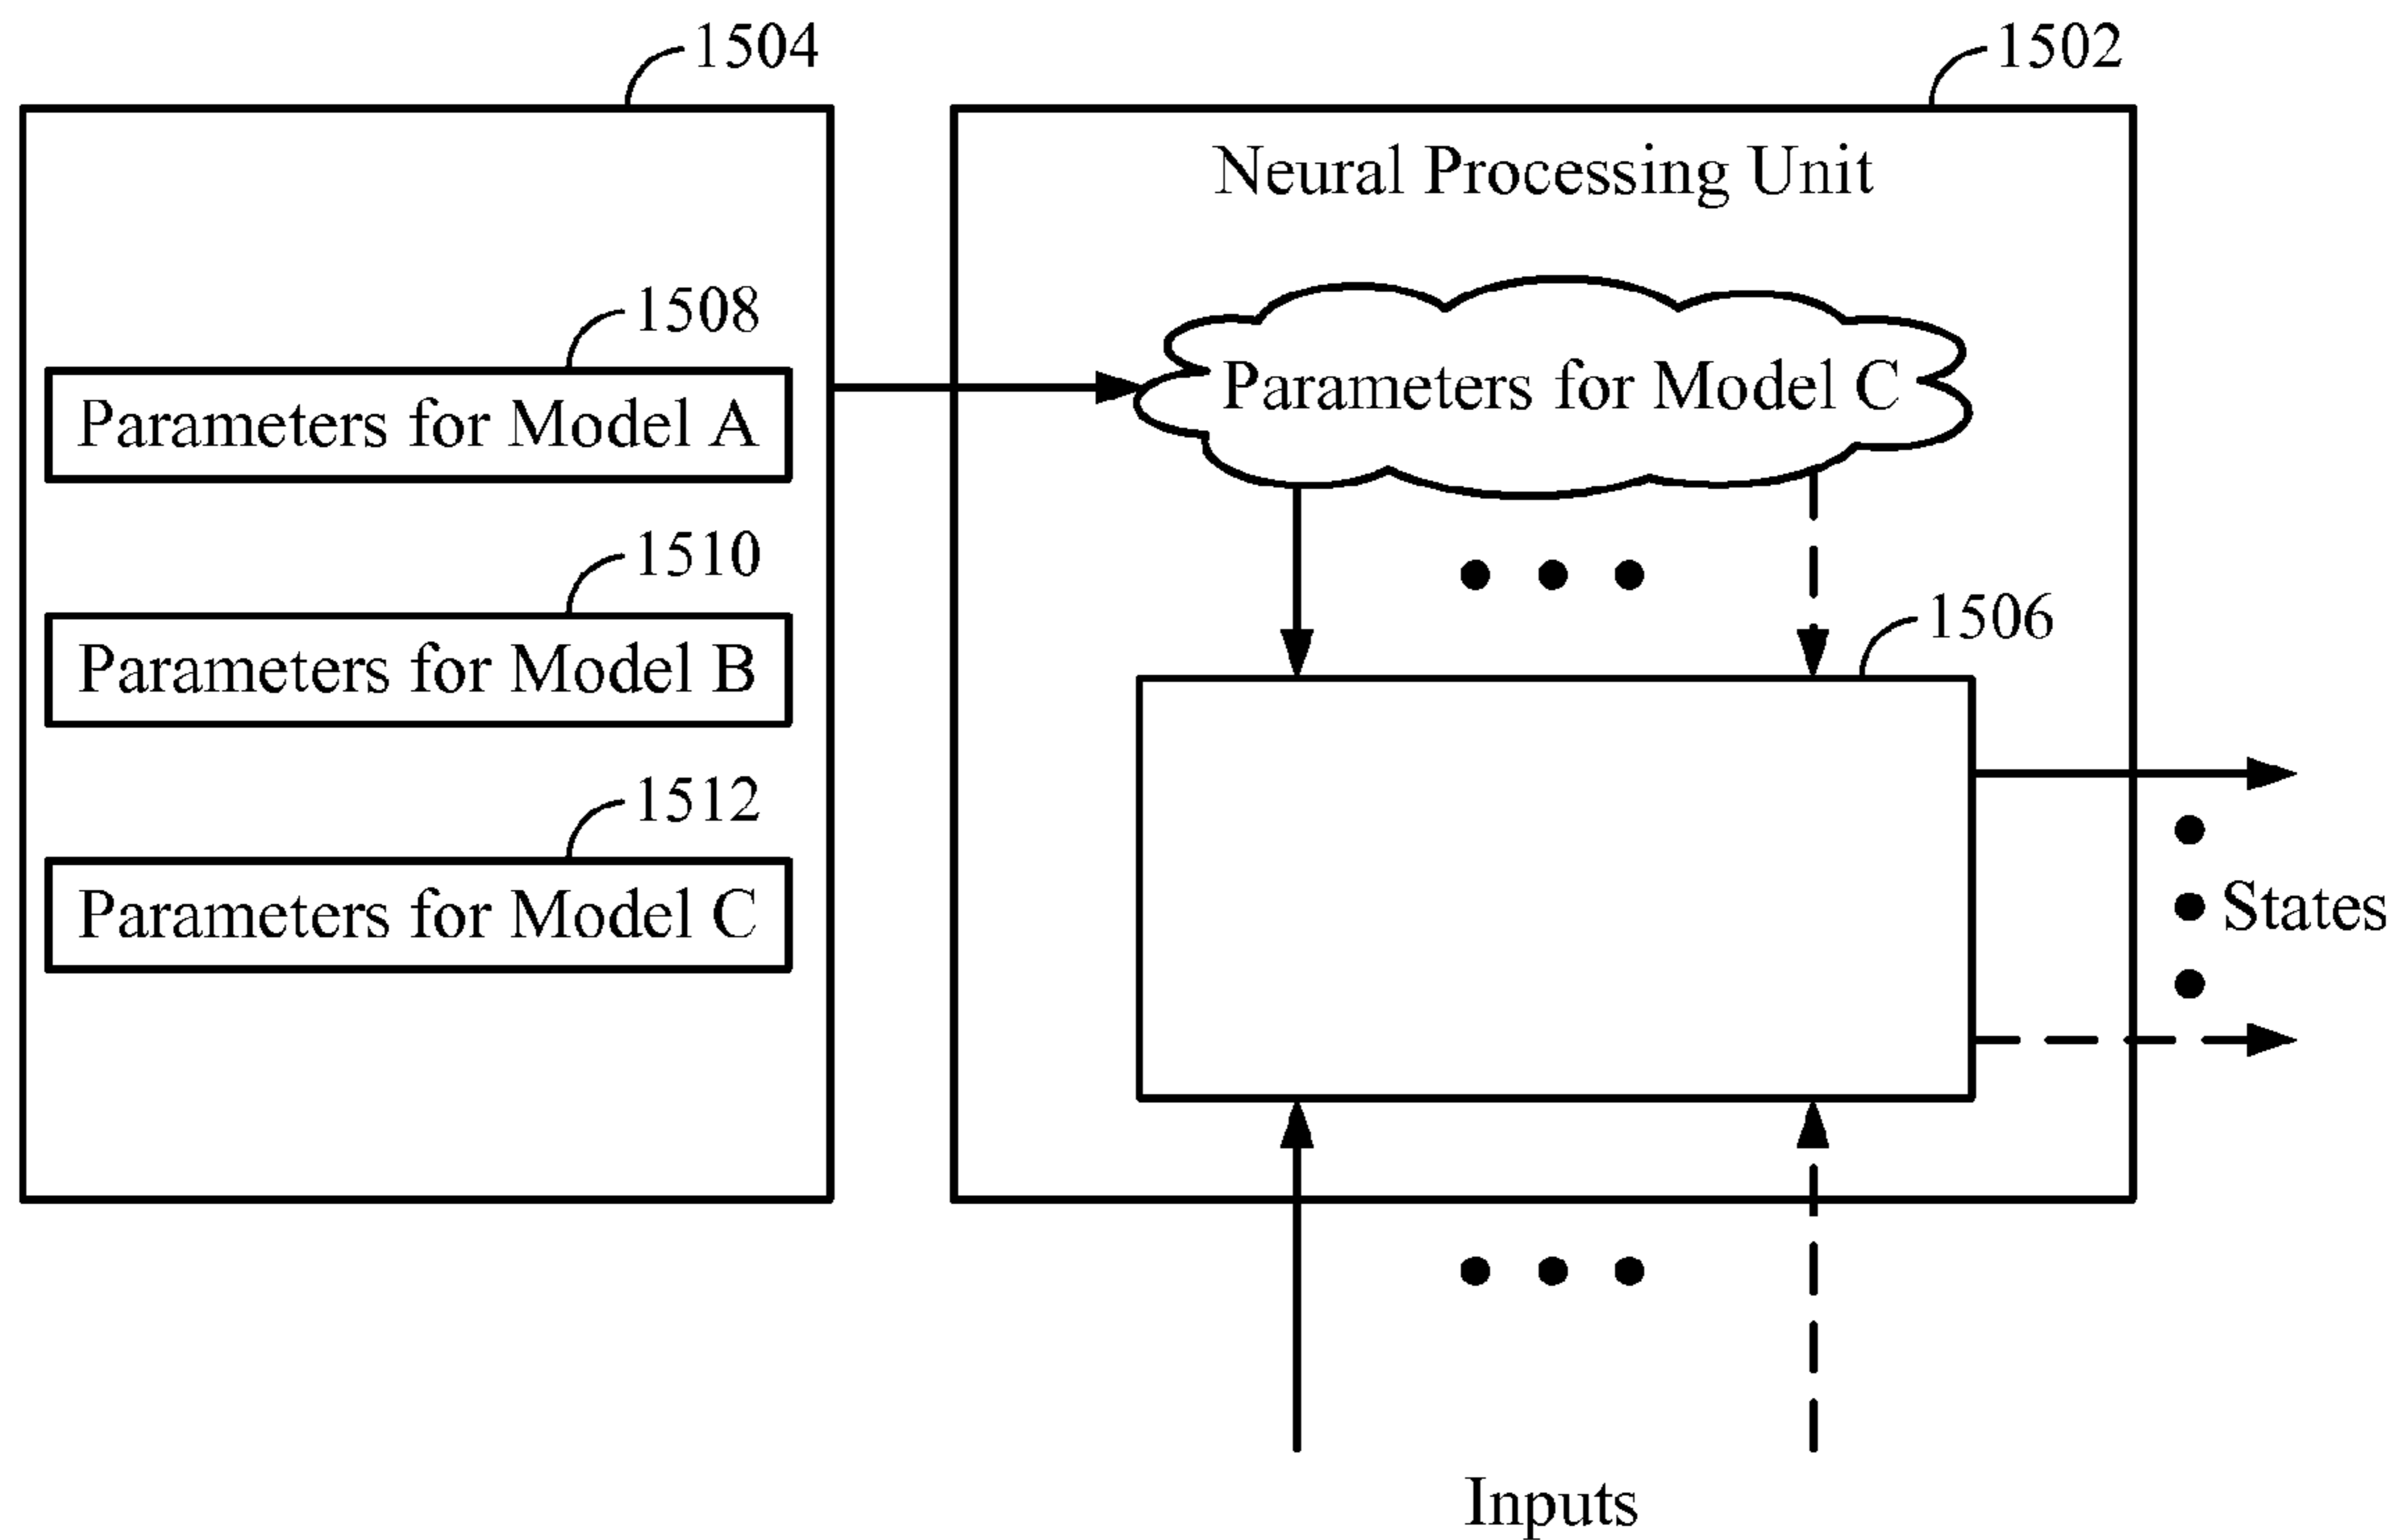 1504
1502
Neural Processing Unit
1508
Parameters for Model A
Parameters for Model C
1510
Parameters for Model B
1506
1512
Parameters for Model C
States
Inputs